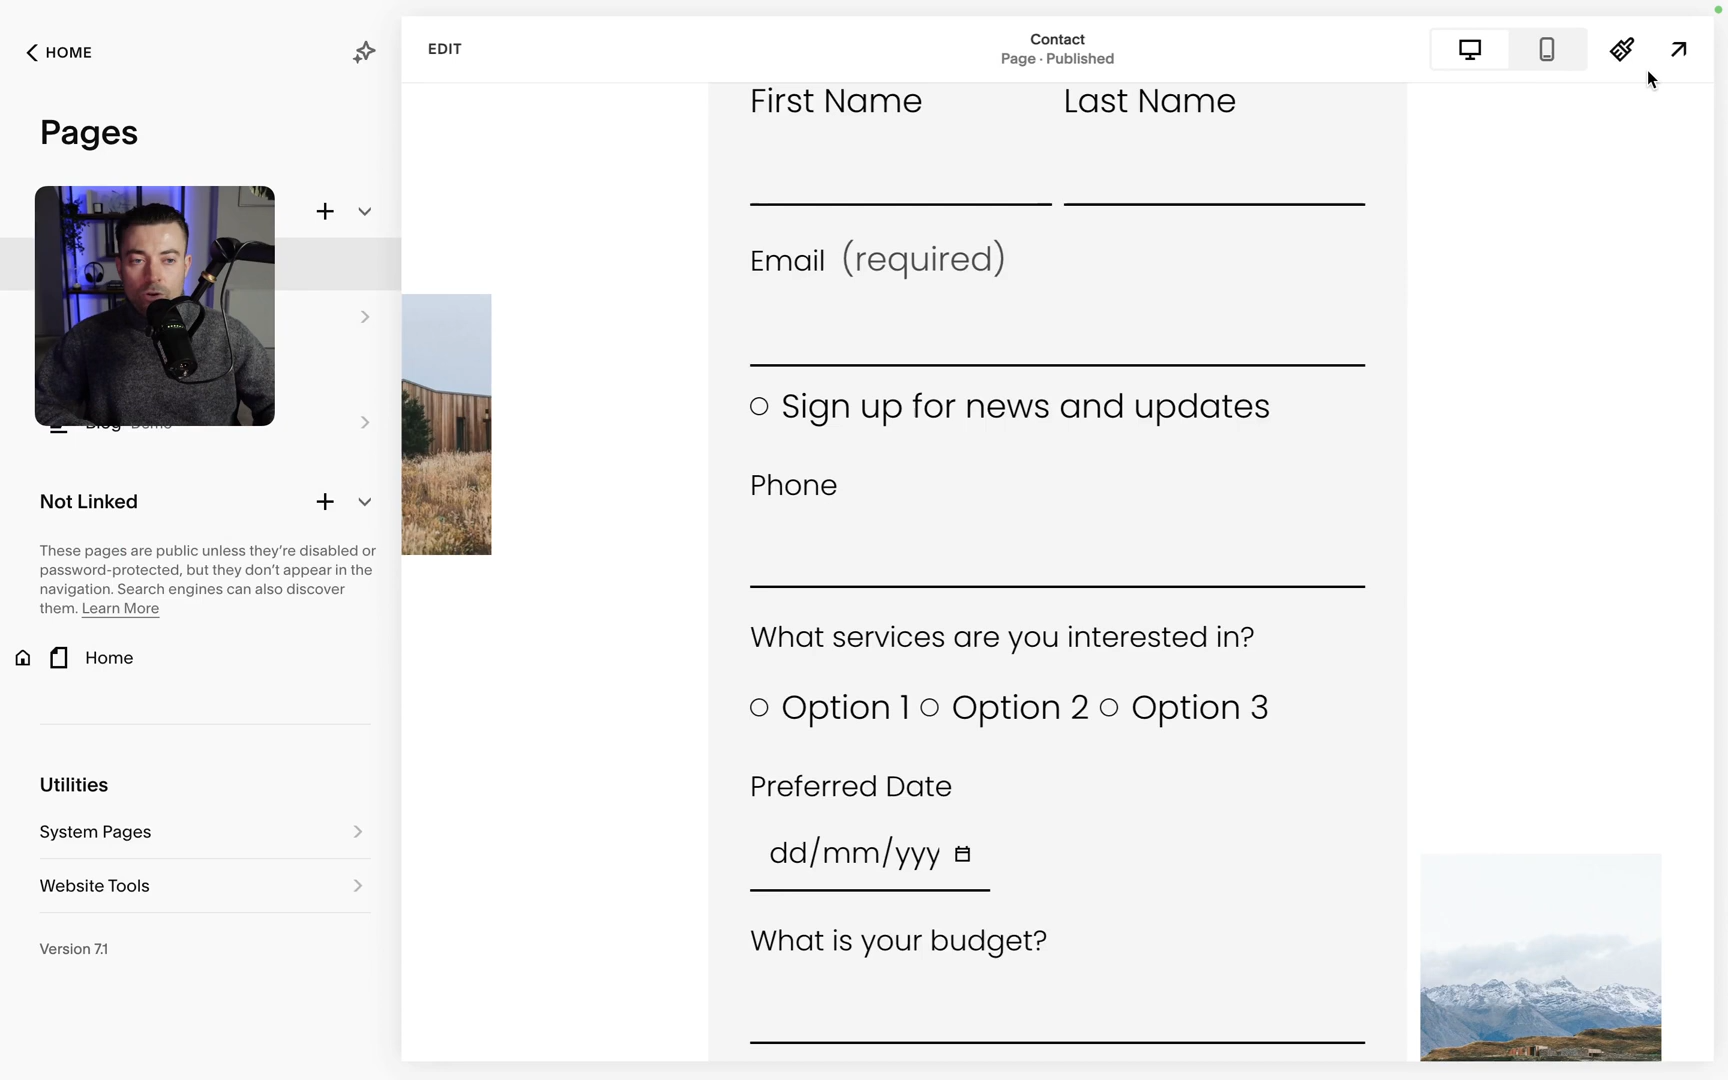 HOME
Pages
Blog Demo
Not Linked
These pages are public unless they're disabled or
password-protected, but they don't appear in the
navigation. Search engines can also discover
them. Learn More
Home
Utilities
System Pages
Website Tools
Version 7.1
EDIT
Contact
Page · Published
First Name
Last Name
Email (required)
Sign up for news and updates
Phone
What services are you interested in?
Option 1 Option 2 Option 3
Preferred Date
dd/mm/yyy
What is your budget?